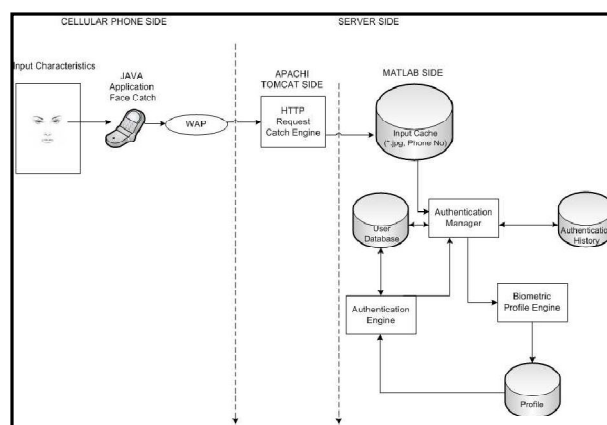 CELLULAR PHONE SIDE
SERVER SIDE
Input Characteristics
JAVA
Application
Face Catch
WAP
APACHI
TOMCAT SIDE
HTTP
Request
Catch Engine
MATLAB SIDE
Input Cache
(*.jpg, Phone No)
User
Database
Authentication
Manager
Authentication
History
Authentication
Engine
Biometric
Profile Engine
Profile